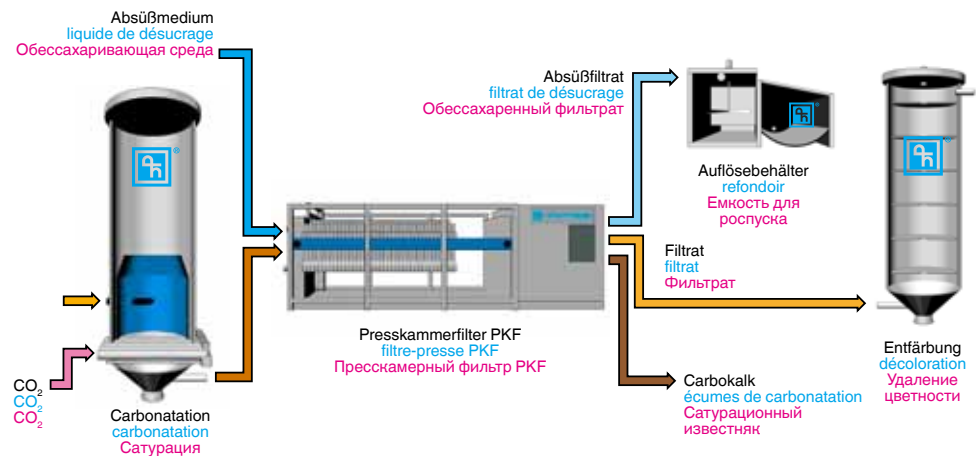 Absüßmedium
liquide de désucrage
Обессахаривающая среда
Absüßfiltrat
filtrat de désucrage
Обессахаренный фильтрат
Auflösebehälter
refondoir
Емкость для
роспуска
Filtrat
filtrat
Фильтрат
Presskammerfilter PKF
filtre-presse PKF
Пресскамерный фильтр PKF
Entfärbung
décoloration
Удаление
цветности
CO₂
CO₂
CO₂
Carbonatation
carbonatation
Сатурация
Carbokalk
écumes de carbonatation
Сатурационный
известняк